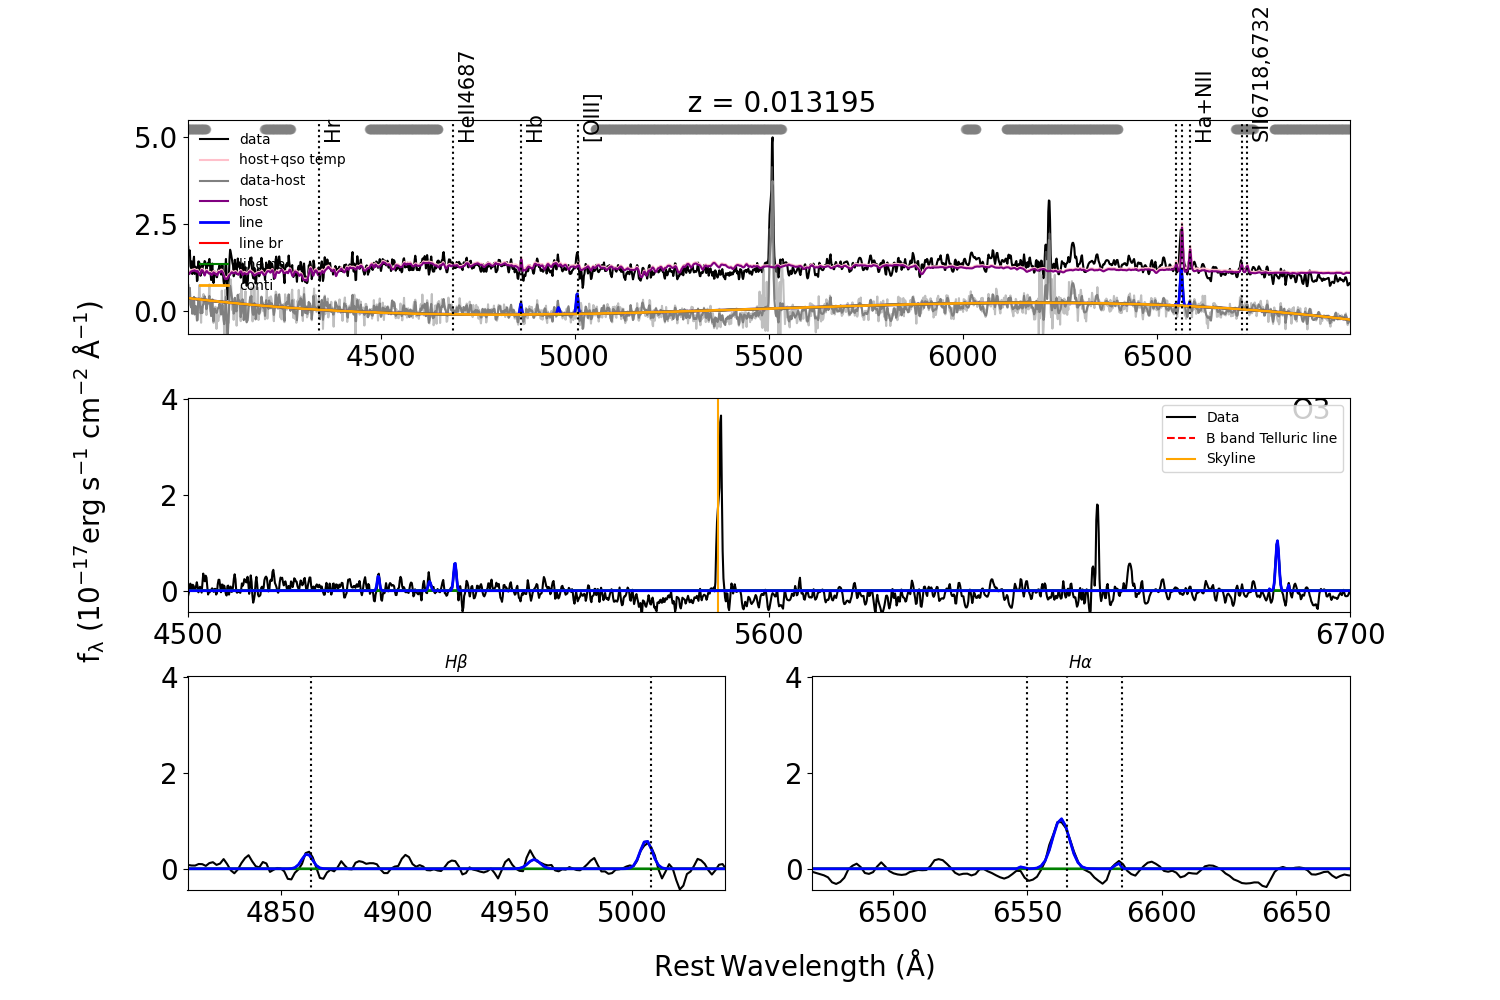 z = 0.013195
Hr
HeII4687
Hb
[OIII]
Ha+NII
SII6718,6732
data
host+qso temp
data-host
host
line
line br
conti
5.0
2.5
0.0
4500 5000 5500 6000 6500
fλ (10⁻¹⁷erg s⁻¹ cm⁻² Å⁻¹)
O3
Data
B band Telluric line
Skyline
4
2
0
4500 5600 6700
Hβ
4
2
0
4850 4900 4950 5000
Hα
4
2
0
6500 6550 6600 6650
Rest Wavelength (Å)